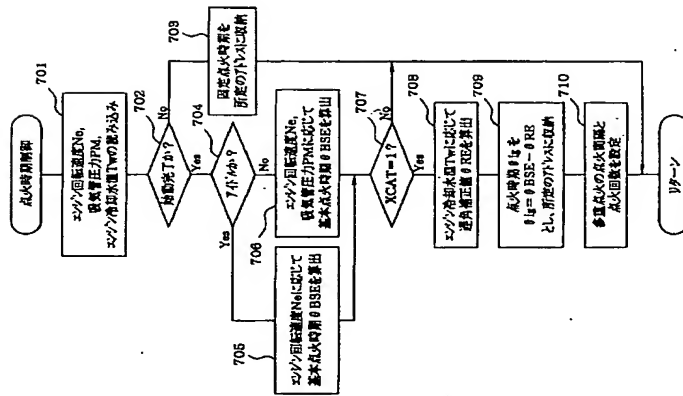 点火時期制御
701
エンジン回転速度Ne,
吸気管圧力PM,
エンジン冷却水温Twの読み込み
702
始動完了か?
No
703
固定点火時期を
所定のアドレスに収納
Yes
704
アイドルか?
Yes
No
705
エンジン回転速度Neに応じて
基本点火時期θBSEを算出
706
エンジン回転速度Ne,
吸気管圧力PMに応じて
基本点火時期θBSEを算出
707
XCAT=1?
No
Yes
708
エンジン冷却水温Twに応じて
遅角補正値θREを算出
709
点火時期θigを
θig=θBSE-θRE
とし、所定のアドレスに収納
710
多重点火の点火間隔と
点火回数を設定
リターン